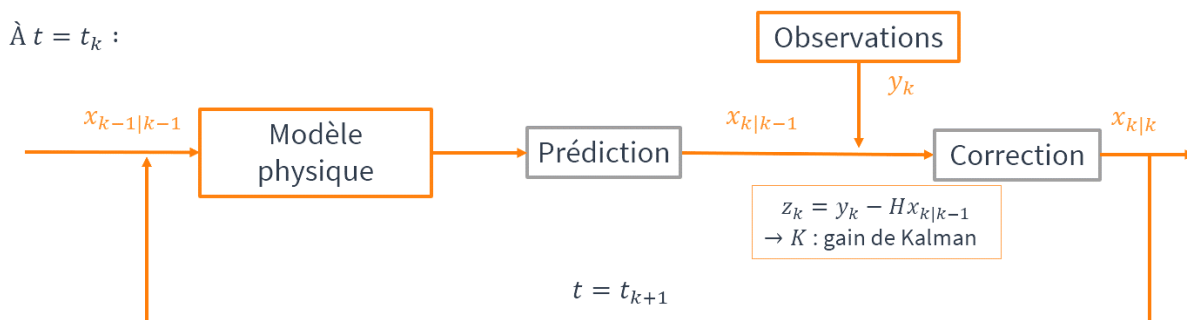 À t = t_k :
Observations
y_k
x_{k-1|k-1}
Modèle
physique
Prédiction
x_{k|k-1}
Correction
x_{k|k}
z_k = y_k − Hx_{k|k−1}
→ K : gain de Kalman
t = t_{k+1}